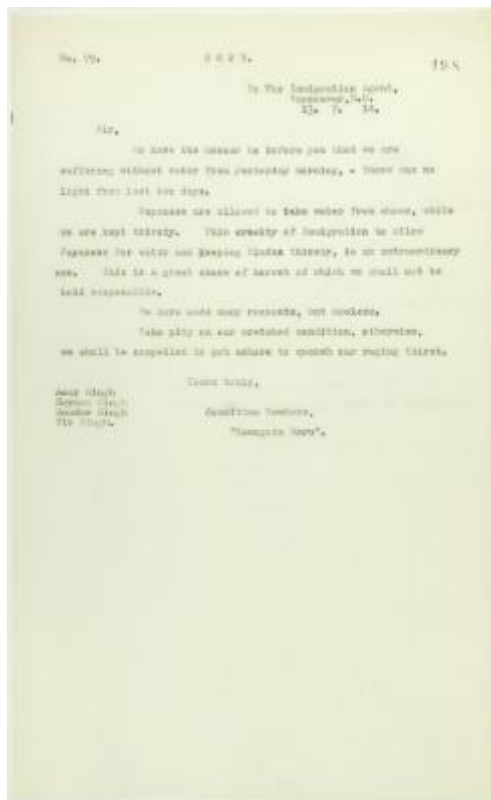 No. 79. COPY. 195
To The Immigration Agent,
Vancouver, B.C.
13. 7. 14.
Sir,
We have the honour to before you that we are
suffering without water from yesterday morning, - there was no
light from last two days.
Japanese are allowed to take water from shore, while
we are kept thirsty. This cruelty of Immigration to allow
Japanese for water and keeping Hindus thirsty, is an extraordinary
one. This is a great cause of unrest of which we shall not be
held responsible.
We have made many requests, but useless.
Take pity on our wretched condition, otherwise,
we shall be compelled to get ashore to quench our raging thirst.
Yours truly,
Singh
Singh
Singh
Vir Singh.
Committee Members,
"Komagata Maru".